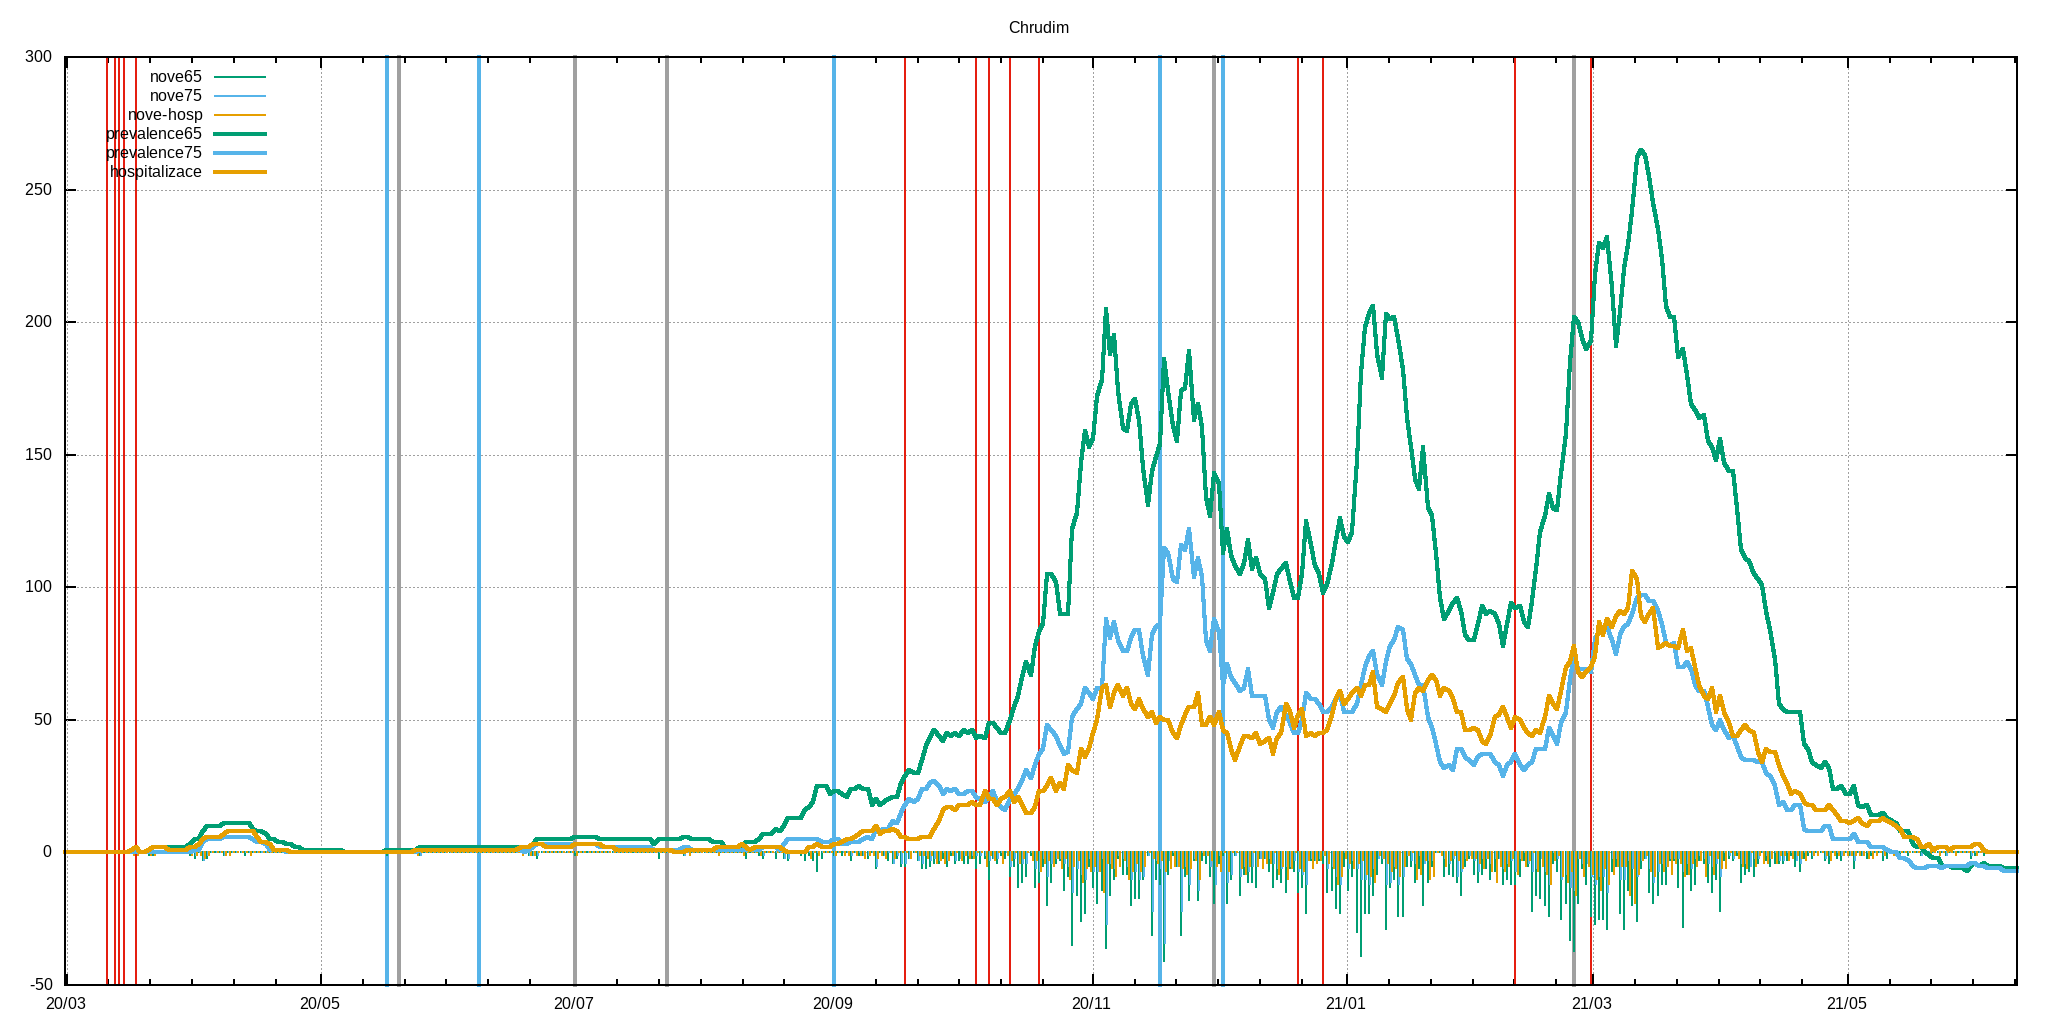 Chrudim
300
nove65
nove75
nove-hosp
prevalence65
prevalence75
hospitalizace
250
200
150
100
50
0
-50
20/03 20/05 20/07 20/09 20/11 21/01 21/03 21/05